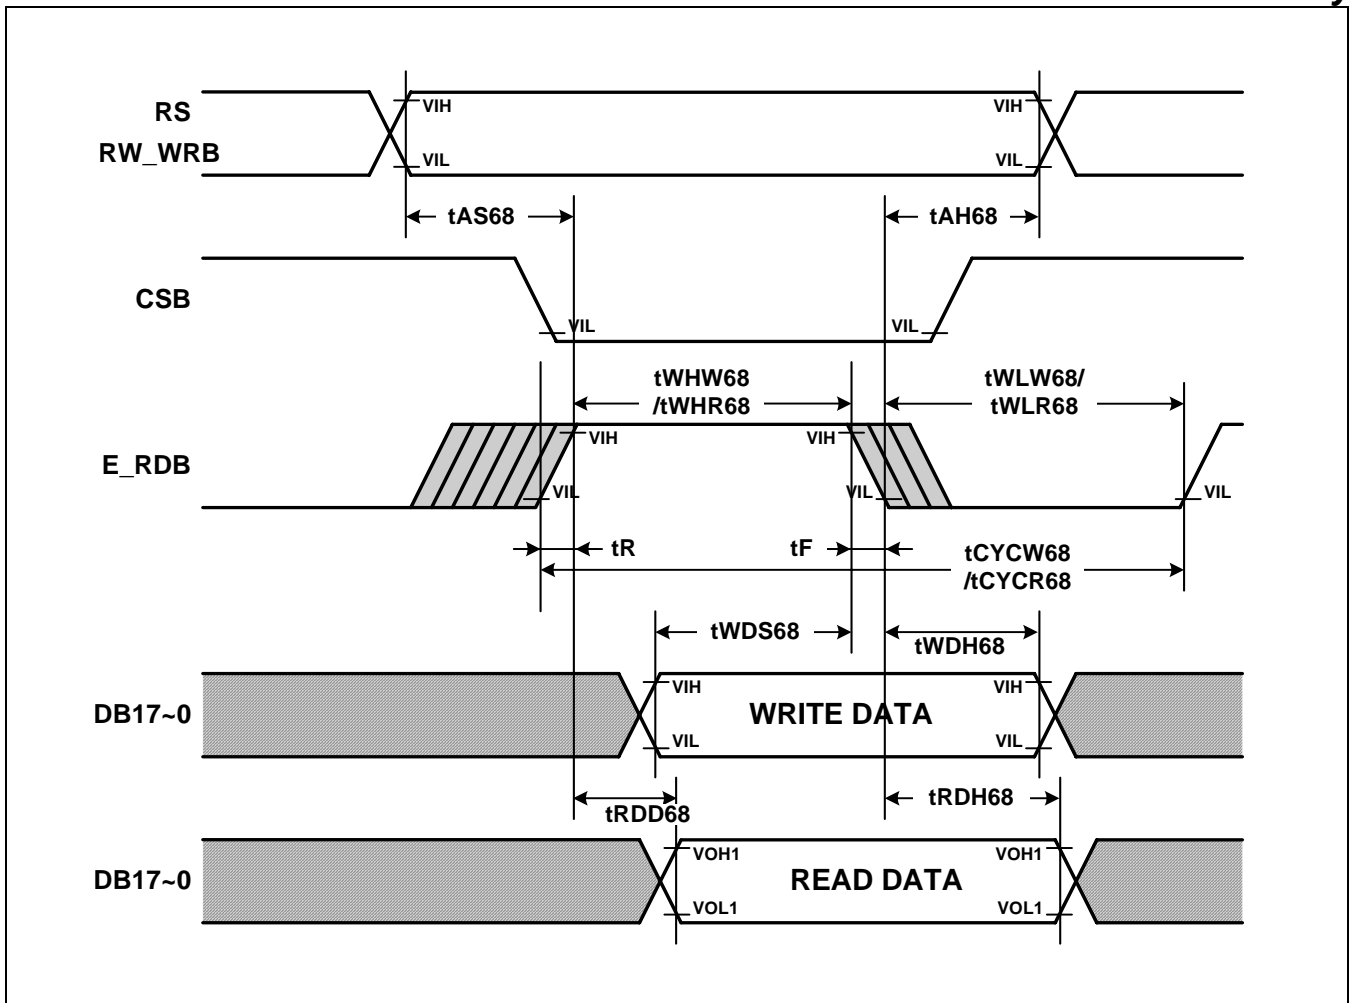 RS
RW_WRB
VIH
VIH
VIL
VIL
tAS68
tAH68
CSB
VIL
VIL
tWHW68
/tWHR68
tWLW68/
tWLR68
E_RDB
VIH
VIH
VIL
VIL
VIL
tR
tF
tCYCW68
/tCYCR68
tWDS68
tWDH68
DB17~0
VIH
WRITE DATA
VIH
VIL
VIL
tRDD68
tRDH68
DB17~0
VOH1
READ DATA
VOH1
VOL1
VOL1